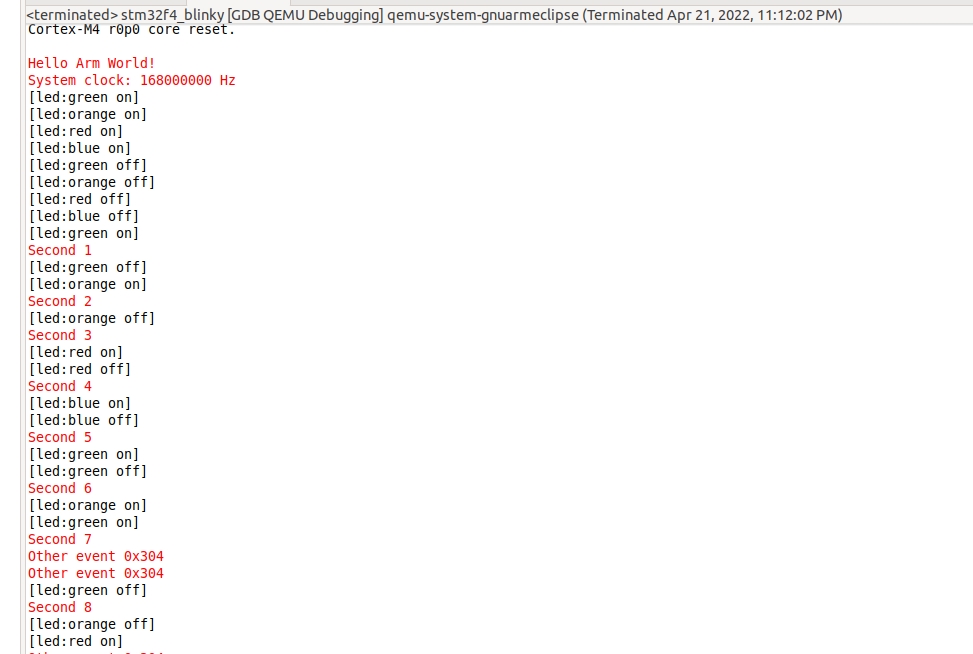 <terminated> stm32f4_blinky [GDB QEMU Debugging] qemu-system-gnuarmeclipse (Terminated Apr 21, 2022, 11:12:02 PM)
Cortex-M4 r0p0 core reset.
Hello Arm World!
System clock: 168000000 Hz
[led:green on]
[led:orange on]
[led:red on]
[led:blue on]
[led:green off]
[led:orange off]
[led:red off]
[led:blue off]
[led:green on]
Second 1
[led:green off]
[led:orange on]
Second 2
[led:orange off]
Second 3
[led:red on]
[led:red off]
Second 4
[led:blue on]
[led:blue off]
Second 5
[led:green on]
[led:green off]
Second 6
[led:orange on]
[led:green on]
Second 7
Other event 0x304
Other event 0x304
[led:green off]
Second 8
[led:orange off]
[led:red on]